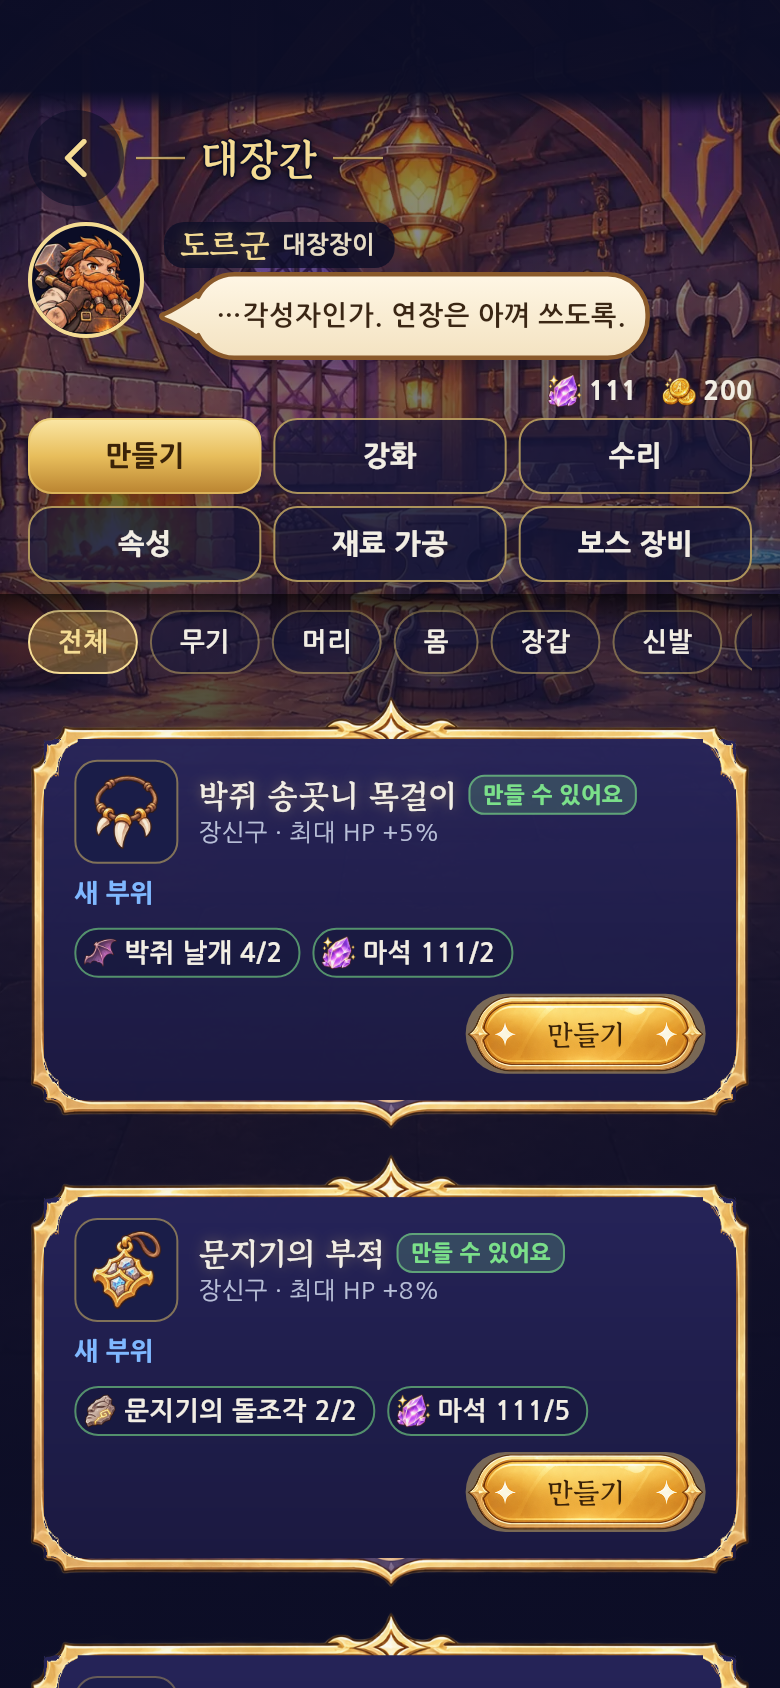 대장간
도르군 대장장이
…각성자인가. 연장은 아껴 쓰도록.
111 200
만들기 강화 수리
속성 재료 가공 보스 장비
전체 무기 머리 몸 장갑 신발
박쥐 송곳니 목걸이 만들 수 있어요
장신구 · 최대 HP +5%
새 부위
박쥐 날개 4/2 마석 111/2
만들기
문지기의 부적 만들 수 있어요
장신구 · 최대 HP +8%
새 부위
문지기의 돌조각 2/2 마석 111/5
만들기